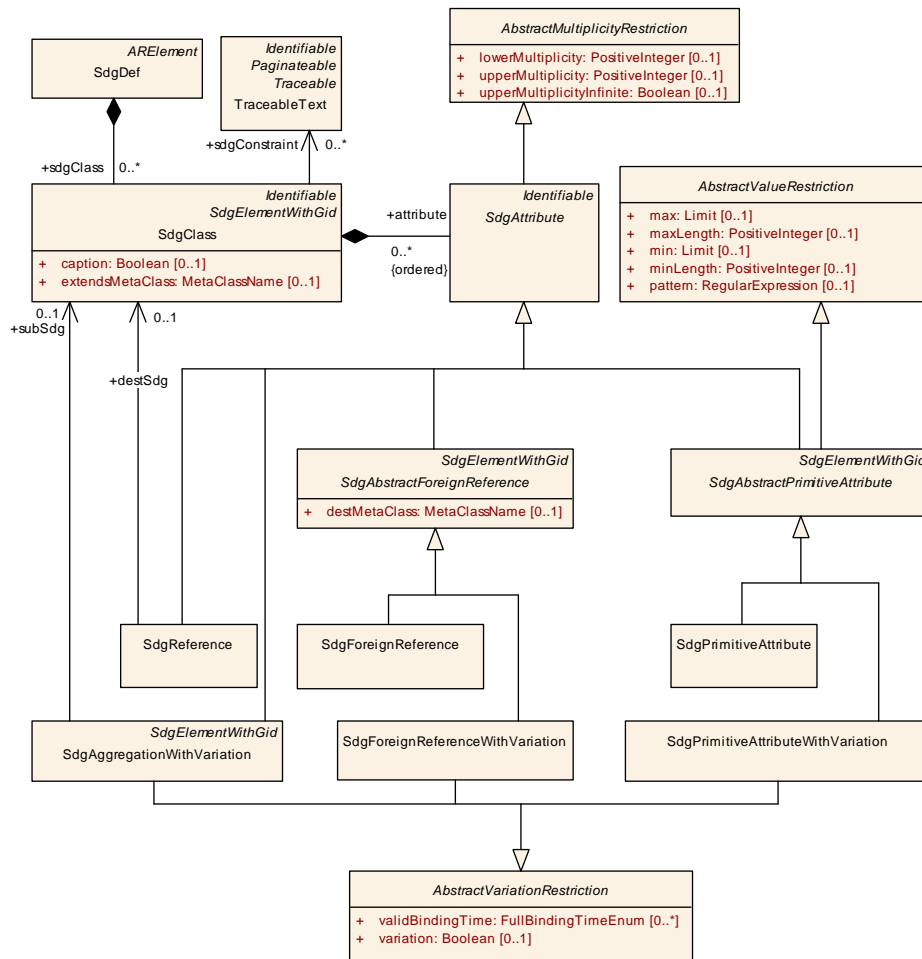 ARElement
SdgDef
Identifiable
Paginateable
Traceable
TraceableText
AbstractMultiplicityRestriction
+ lowerMultiplicity: PositiveInteger [0..1]
+ upperMultiplicity: PositiveInteger [0..1]
+ upperMultiplicityInfinite: Boolean [0..1]
+sdgConstraint 0..*
+sdgClass 0..*
Identifiable
SdgElementWithGid
SdgClass
+ caption: Boolean [0..1]
+ extendsMetaClass: MetaClassName [0..1]
+attribute
0..*
{ordered}
Identifiable
SdgAttribute
AbstractValueRestriction
+ max: Limit [0..1]
+ maxLength: PositiveInteger [0..1]
+ min: Limit [0..1]
+ minLength: PositiveInteger [0..1]
+ pattern: RegularExpression [0..1]
0..1
+subSdg
0..1
+destSdg
SdgElementWithGid
SdgAbstractForeignReference
+ destMetaClass: MetaClassName [0..1]
SdgElementWithGid
SdgAbstractPrimitiveAttribute
SdgReference
SdgForeignReference
SdgPrimitiveAttribute
SdgElementWithGid
SdgAggregationWithVariation
SdgForeignReferenceWithVariation
SdgPrimitiveAttributeWithVariation
AbstractVariationRestriction
+ validBindingTime: FullBindingTimeEnum [0..*]
+ variation: Boolean [0..1]